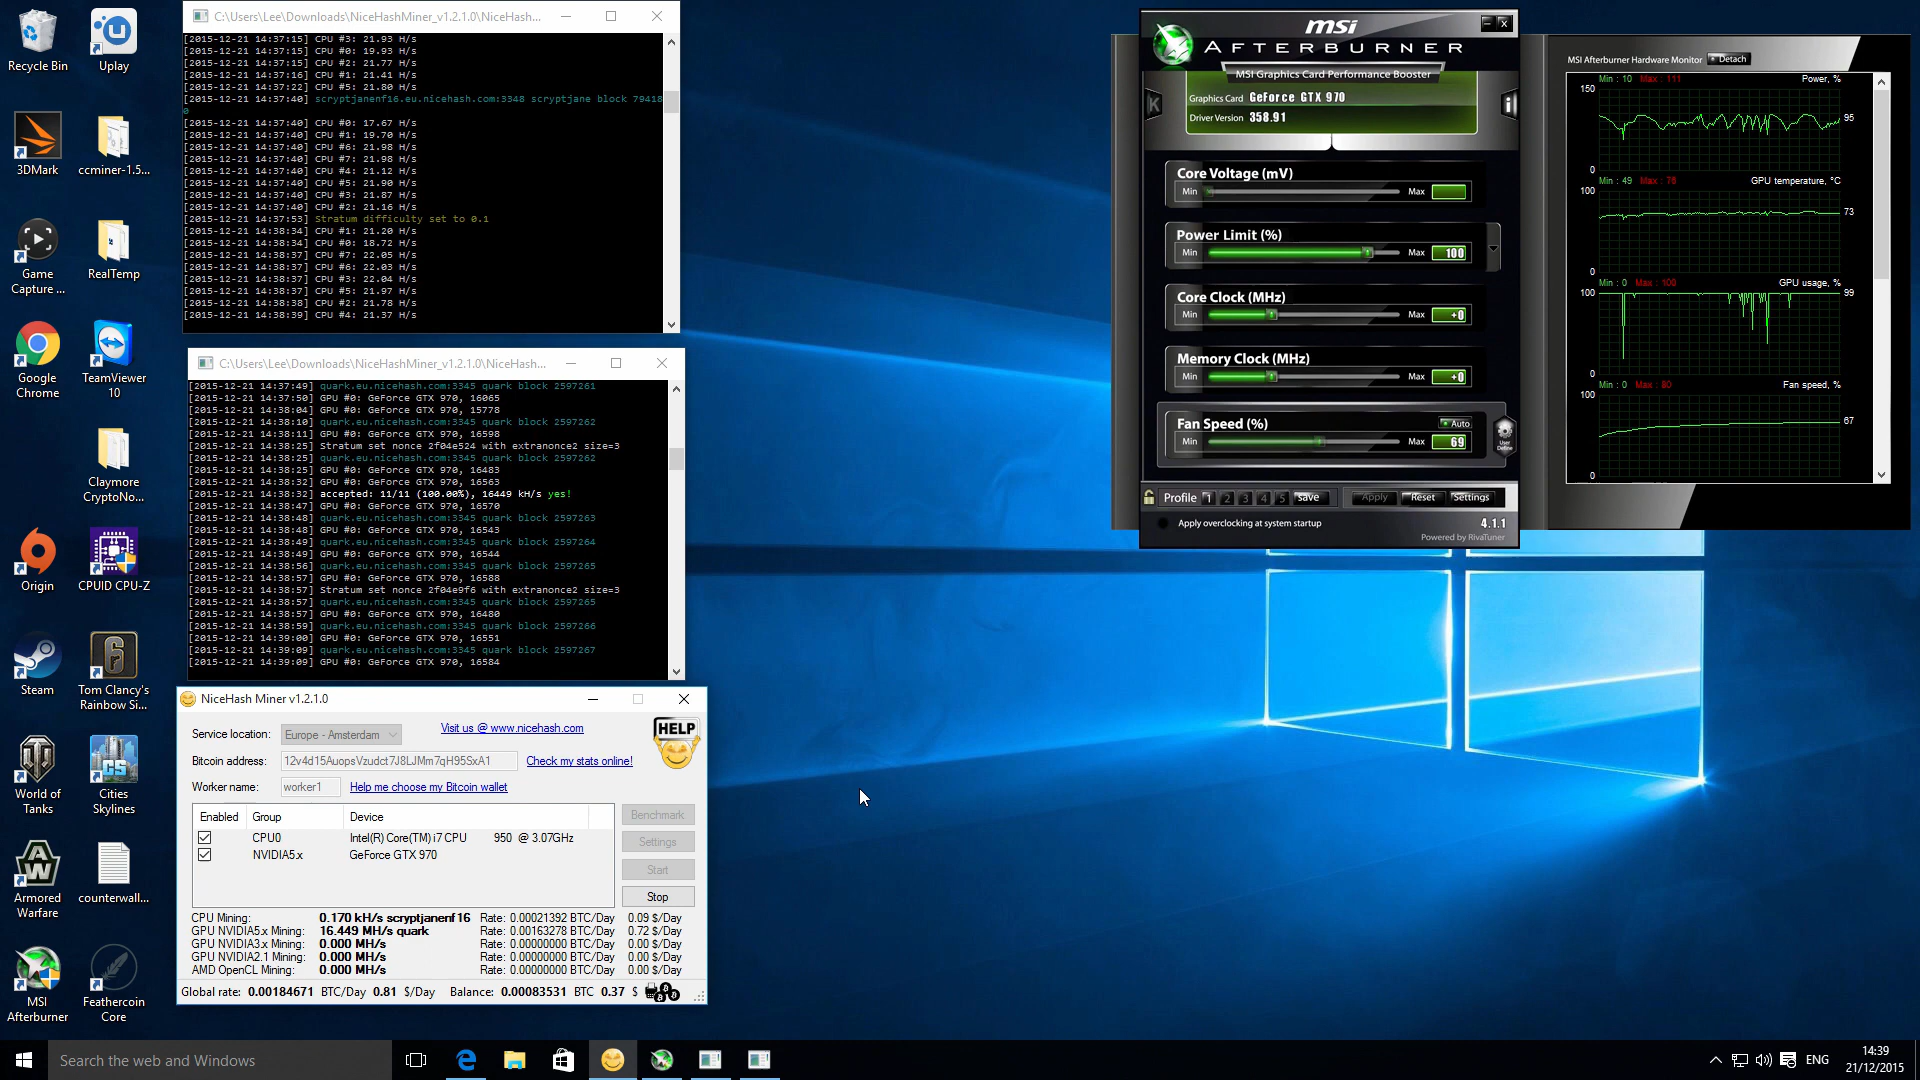 Recycle Bin
Uplay
3DMark
ccminer-1.5...
Game
Capture ...
RealTemp
Google
Chrome
TeamViewer
10
Claymore
CryptoNo...
Origin
CPUID CPU-Z
Steam
Tom Clancy's
Rainbow Si...
World of
Tanks
Cities
Skylines
Armored
Warfare
counterwall...
MSI
Afterburner
Feathercoin
Core
C:\Users\Lee\Downloads\NiceHashMiner_v1.2.1.0\NiceHash...
[2015-12-21 14:37:15] CPU #3: 21.93 H/s
[2015-12-21 14:37:15] CPU #0: 19.93 H/s
[2015-12-21 14:37:15] CPU #2: 21.77 H/s
[2015-12-21 14:37:16] CPU #1: 21.41 H/s
[2015-12-21 14:37:22] CPU #5: 21.80 H/s
[2015-12-21 14:37:40] scryptjanenf16.eu.nicehash.com:3348 scryptjane block 79418
0
[2015-12-21 14:37:40] CPU #0: 17.67 H/s
[2015-12-21 14:37:40] CPU #1: 19.70 H/s
[2015-12-21 14:37:40] CPU #6: 21.98 H/s
[2015-12-21 14:37:40] CPU #7: 21.98 H/s
[2015-12-21 14:37:40] CPU #4: 21.12 H/s
[2015-12-21 14:37:40] CPU #5: 21.90 H/s
[2015-12-21 14:37:40] CPU #3: 21.87 H/s
[2015-12-21 14:37:40] CPU #2: 21.16 H/s
[2015-12-21 14:37:53] Stratum difficulty set to 0.1
[2015-12-21 14:38:34] CPU #1: 21.20 H/s
[2015-12-21 14:38:34] CPU #0: 18.72 H/s
[2015-12-21 14:38:37] CPU #7: 22.05 H/s
[2015-12-21 14:38:37] CPU #6: 22.03 H/s
[2015-12-21 14:38:37] CPU #3: 22.04 H/s
[2015-12-21 14:38:37] CPU #5: 21.97 H/s
[2015-12-21 14:38:38] CPU #2: 21.78 H/s
[2015-12-21 14:38:39] CPU #4: 21.37 H/s
C:\Users\Lee\Downloads\NiceHashMiner_v1.2.1.0\NiceHash...
[2015-12-21 14:37:49] quark.eu.nicehash.com:3345 quark block 2597261
[2015-12-21 14:37:50] GPU #0: GeForce GTX 970, 16065
[2015-12-21 14:38:04] GPU #0: GeForce GTX 970, 15778
[2015-12-21 14:38:10] quark.eu.nicehash.com:3345 quark block 2597262
[2015-12-21 14:38:11] GPU #0: GeForce GTX 970, 16598
[2015-12-21 14:38:25] Stratum set nonce 2f04e524 with extranonce2 size=3
[2015-12-21 14:38:25] quark.eu.nicehash.com:3345 quark block 2597262
[2015-12-21 14:38:25] GPU #0: GeForce GTX 970, 16483
[2015-12-21 14:38:32] GPU #0: GeForce GTX 970, 16563
[2015-12-21 14:38:32] accepted: 11/11 (100.00%), 16449 kH/s yes!
[2015-12-21 14:38:47] GPU #0: GeForce GTX 970, 16570
[2015-12-21 14:38:48] quark.eu.nicehash.com:3345 quark block 2597263
[2015-12-21 14:38:48] GPU #0: GeForce GTX 970, 16543
[2015-12-21 14:38:49] quark.eu.nicehash.com:3345 quark block 2597264
[2015-12-21 14:38:49] GPU #0: GeForce GTX 970, 16544
[2015-12-21 14:38:56] quark.eu.nicehash.com:3345 quark block 2597265
[2015-12-21 14:38:57] GPU #0: GeForce GTX 970, 16588
[2015-12-21 14:38:57] Stratum set nonce 2f04e9f6 with extranonce2 size=3
[2015-12-21 14:38:57] quark.eu.nicehash.com:3345 quark block 2597265
[2015-12-21 14:38:57] GPU #0: GeForce GTX 970, 16480
[2015-12-21 14:38:59] quark.eu.nicehash.com:3345 quark block 2597266
[2015-12-21 14:39:00] GPU #0: GeForce GTX 970, 16551
[2015-12-21 14:39:09] quark.eu.nicehash.com:3345 quark block 2597267
[2015-12-21 14:39:09] GPU #0: GeForce GTX 970, 16584
NiceHash Miner v1.2.1.0
Service location: Europe - Amsterdam Visit us @ www.nicehash.com HELP
Bitcoin address: 12v4d15AuopsVzudct7J8LJMm7qH95SxA1 Check my stats online!
Worker name: worker1 Help me choose my Bitcoin wallet
Enabled Group Device
CPU0 Intel(R) Core(TM) i7 CPU 950 @ 3.07GHz
NVIDIA5.x GeForce GTX 970
Benchmark
Settings
Start
Stop
CPU Mining: 0.170 kH/s scryptjanenf16 Rate: 0.00021392 BTC/Day 0.09 $/Day
GPU NVIDIA5.x Mining: 16.449 MH/s quark Rate: 0.00163278 BTC/Day 0.72 $/Day
GPU NVIDIA3.x Mining: 0.000 MH/s Rate: 0.00000000 BTC/Day 0.00 $/Day
GPU NVIDIA2.1 Mining: 0.000 MH/s Rate: 0.00000000 BTC/Day 0.00 $/Day
AMD OpenCL Mining: 0.000 MH/s Rate: 0.00000000 BTC/Day 0.00 $/Day
Global rate: 0.00184671 BTC/Day 0.81 $/Day Balance: 0.00083531 BTC 0.37 $
msi
AFTERBURNER
MSI Graphics Card Performance Booster
K
i
Graphics Card GeForce GTX 970
Driver Version 358.91
Core Voltage (mV)
Min Max
Power Limit (%)
Min Max 100
Core Clock (MHz)
Min Max +0
Memory Clock (MHz)
Min Max +0
Fan Speed (%) Auto
Min Max 69
User
Define
Profile 1 2 3 4 5 save Apply Reset Settings
Apply overclocking at system startup 4.1.1
Powered by RivaTuner
MSI Afterburner Hardware Monitor Detach
Min : 10 Max : 111 Power, %
150
95
0
Min : 49 Max : 76 GPU temperature, °C
100
73
0
Min : 0 Max : 100 GPU usage, %
100
99
0
Min : 0 Max : 80 Fan speed, %
100
67
0
Search the web and Windows
ENG
14:39
21/12/2015